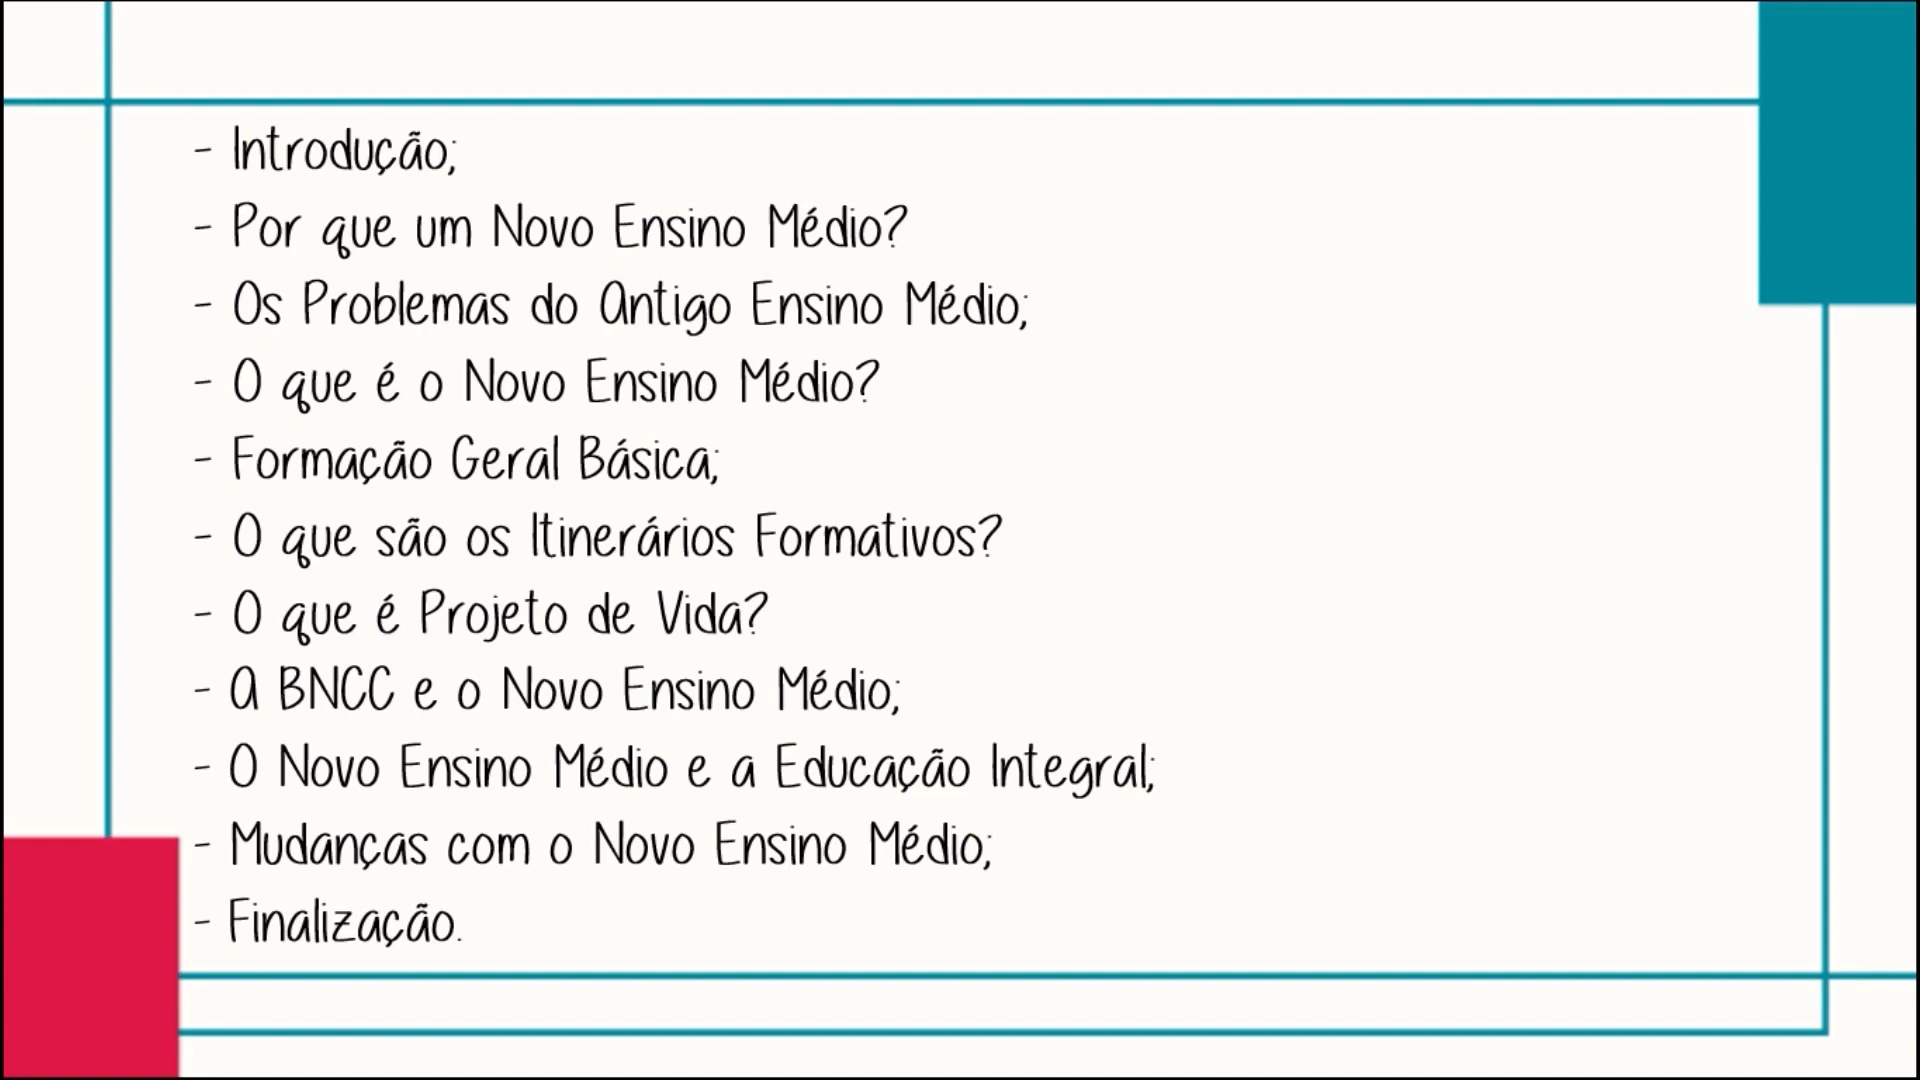 - Introdução;
- Por que um Novo Ensino Médio?
- Os Problemas do Antigo Ensino Médio;
- O que é o Novo Ensino Médio?
- Formação Geral Básica;
- O que são os Itinerários Formativos?
- O que é Projeto de Vida?
- A BNCC e o Novo Ensino Médio;
- O Novo Ensino Médio e a Educação Integral;
- Mudanças com o Novo Ensino Médio;
- Finalização.